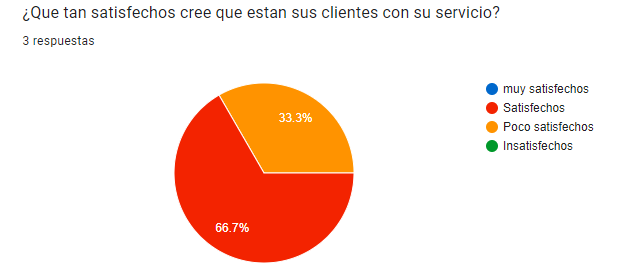 ¿Que tan satisfechos cree que estan sus clientes con su servicio?
3 respuestas
muy satisfechos
Satisfechos
Poco satisfechos
Insatisfechos
33.3%
66.7%